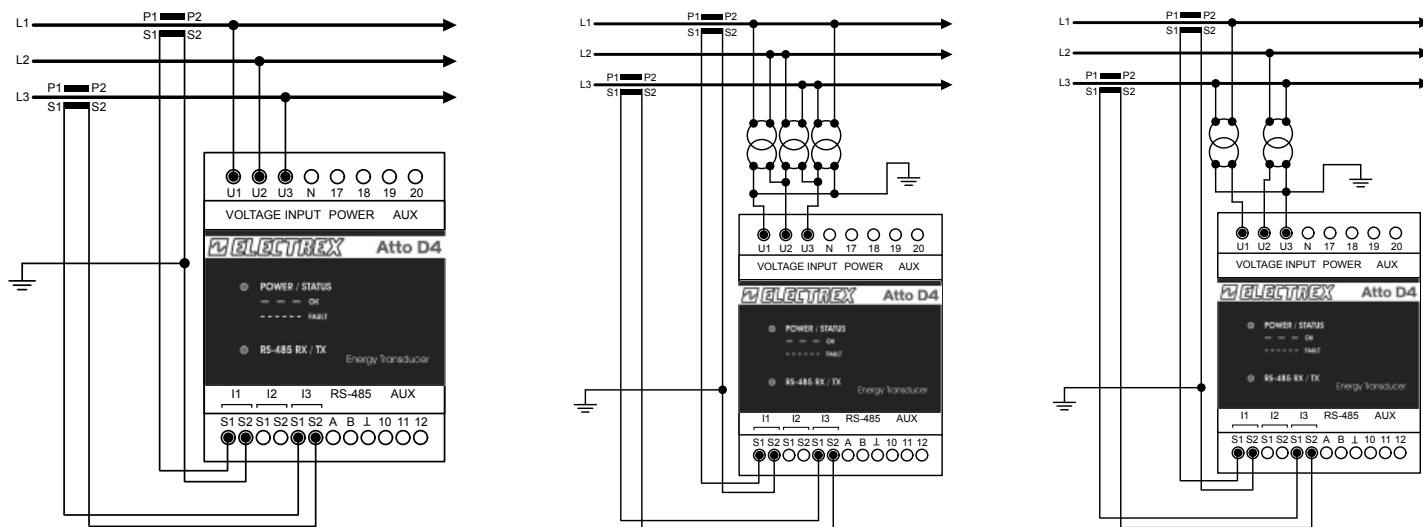 L1
P1 P2
S1 S2
L2
P1 P2
L3
S1 S2
U1 U2 U3 N 17 18 19 20
VOLTAGE INPUT POWER AUX
ELECTREX Atto D4
POWER / STATUS
OK
FAULT
RS-485 RX / TX
Energy Transducer
I1 I2 I3 RS-485 AUX
S1 S2 S1 S2 S1 S2 A B ⊥ 10 11 12
L1
P1 P2
S1 S2
L2
P1 P2
L3
S1 S2
U1 U2 U3 N 17 18 19 20
VOLTAGE INPUT POWER AUX
ELECTREX Atto D4
POWER / STATUS
OK
FAULT
RS-485 RX / TX
Energy Transducer
I1 I2 I3 RS-485 AUX
S1 S2 S1 S2 S1 S2 A B ⊥ 10 11 12
L1
P1 P2
S1 S2
L2
P1 P2
L3
S1 S2
U1 U2 U3 N 17 18 19 20
VOLTAGE INPUT POWER AUX
ELECTREX Atto D4
POWER / STATUS
OK
FAULT
RS-485 RX / TX
Energy Transducer
I1 I2 I3 RS-485 AUX
S1 S2 S1 S2 S1 S2 A B ⊥ 10 11 12